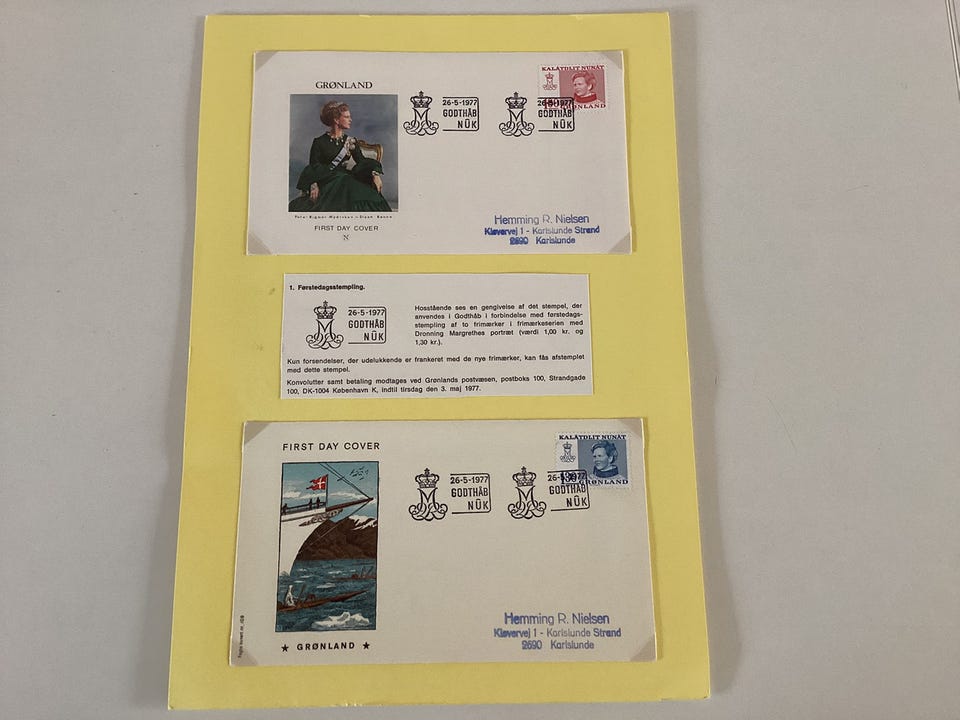 GRØNLAND
26-5-1977
GODTHÅB
NÛK
26-5-1977
GODTHÅB
NÛK
KALÂTDLIT NUNÂT
GRØNLAND
FIRST DAY COVER
N
Hemming R. Nielsen
Kløvervej 1 - Karlslunde Strand
2690 Karlslunde
1. Førstedagsstempling.
26-5-1977
GODTHÅB
NÛK
Hosstående ses en gengivelse af det stempel, der
anvendes i Godthåb i forbindelse med førstedags-
stempling af to frimærker i frimærkeserien med
Dronning Margrethes portræt (værdi 1,00 kr. og
1,30 kr.).
Kun forsendelser, der udelukkende er frankeret med de nye frimærker, kan fås afstemplet
med dette stempel.
Konvolutter samt betaling modtages ved Grønlands postvæsen, postboks 100, Strandgade
100, DK-1004 København K, indtil tirsdag den 3. maj 1977.
FIRST DAY COVER
26-5-1977
GODTHÅB
NÛK
26-5-1977
GODTHÅB
NÛK
KALÂTDLIT NUNÂT
GRØNLAND
★ GRØNLAND ★
Hemming R. Nielsen
Kløvervej 1 - Karlslunde Strand
2690 Karlslunde